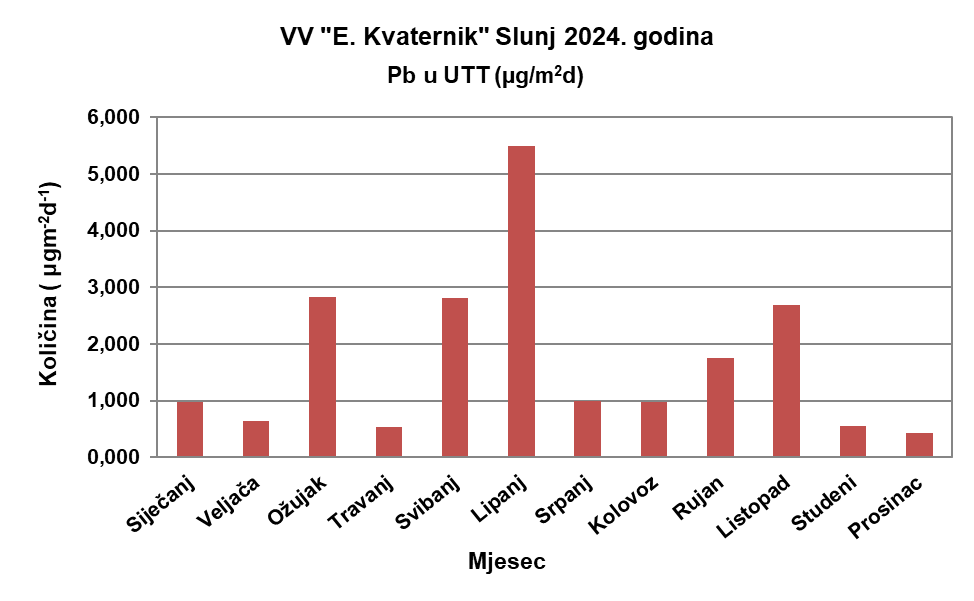 VV "E. Kvaternik" Slunj 2024. godina
Pb u UTT (µg/m²d)
Količina ( µgm⁻²d⁻¹)
6,000
5,000
4,000
3,000
2,000
1,000
0,000
Siječanj
Veljača
Ožujak
Travanj
Svibanj
Lipanj
Srpanj
Kolovoz
Rujan
Listopad
Studeni
Prosinac
Mjesec